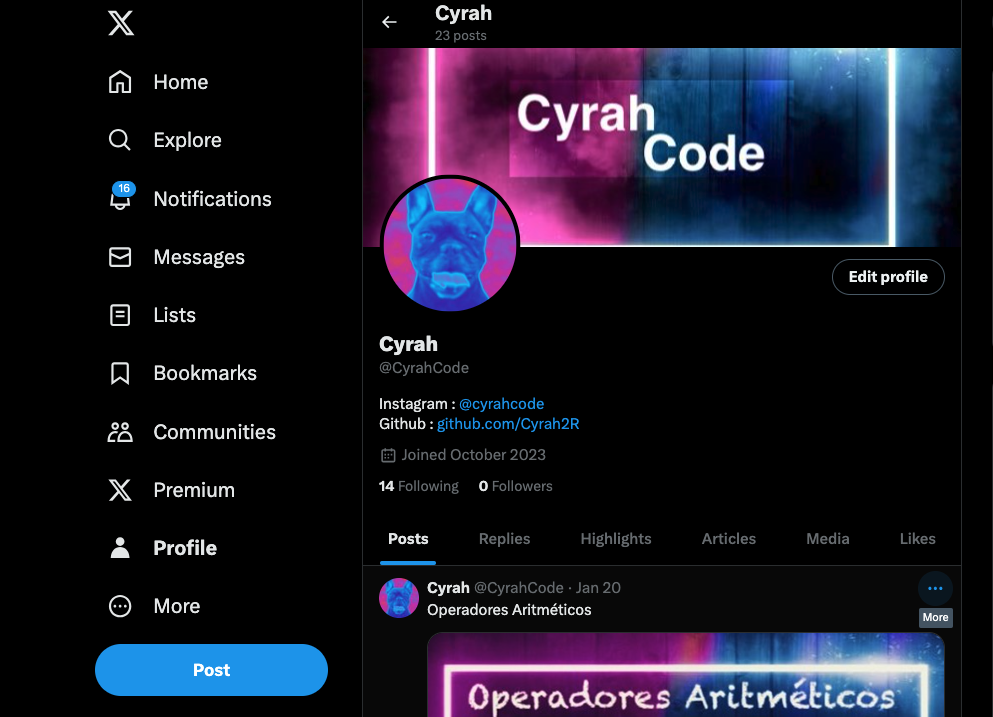 Home
Explore
16
Notifications
Messages
Lists
Bookmarks
Communities
Premium
Profile
More
Post
Cyrah
23 posts
Cyrah
Code
Edit profile
Cyrah
@CyrahCode
Instagram : @cyrahcode
Github : github.com/Cyrah2R
Joined October 2023
14 Following 0 Followers
Posts Replies Highlights Articles Media Likes
Cyrah @CyrahCode · Jan 20
Operadores Aritméticos
More
Operadores Aritméticos